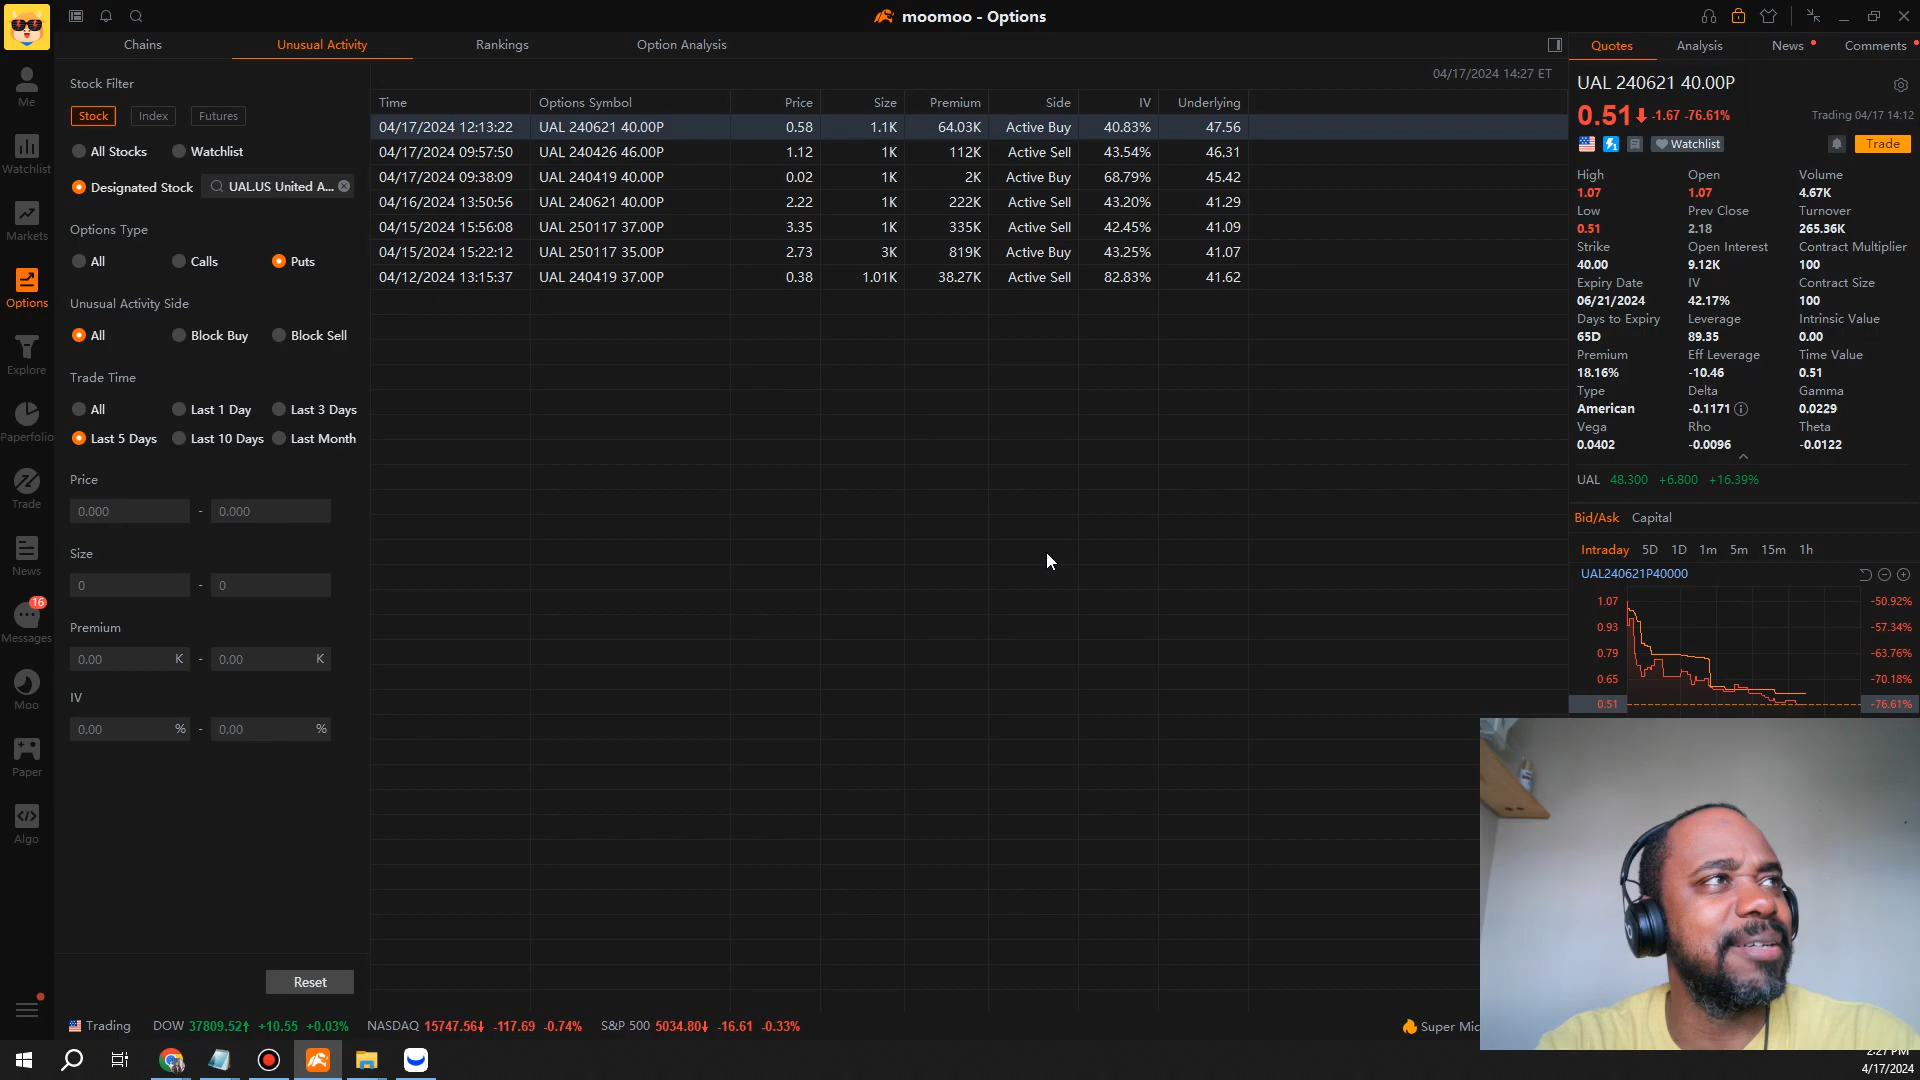 moomoo - Options
Chains
Unusual Activity
Rankings
Option Analysis
04/17/2024 14:27 ET
Me
Watchlist
Markets
Options
Explore
Paperfolio
Trade
News
16
Messages
Moo
Paper
Algo
Stock Filter
Stock
Index
Futures
All Stocks
Watchlist
Designated Stock
UAL.US United A...
Options Type
All
Calls
Puts
Unusual Activity Side
All
Block Buy
Block Sell
Trade Time
All
Last 1 Day
Last 3 Days
Last 5 Days
Last 10 Days
Last Month
Price
0.000 - 0.000
Size
0 - 0
Premium
0.00 K - 0.00 K
IV
0.00 % - 0.00 %
Reset
Time Options Symbol Price Size Premium Side IV Underlying
04/17/2024 12:13:22 UAL 240621 40.00P 0.58 1.1K 64.03K Active Buy 40.83% 47.56
04/17/2024 09:57:50 UAL 240426 46.00P 1.12 1K 112K Active Sell 43.54% 46.31
04/17/2024 09:38:09 UAL 240419 40.00P 0.02 1K 2K Active Buy 68.79% 45.42
04/16/2024 13:50:56 UAL 240621 40.00P 2.22 1K 222K Active Sell 43.20% 41.29
04/15/2024 15:56:08 UAL 250117 37.00P 3.35 1K 335K Active Sell 42.45% 41.09
04/15/2024 15:22:12 UAL 250117 35.00P 2.73 3K 819K Active Buy 43.25% 41.07
04/12/2024 13:15:37 UAL 240419 37.00P 0.38 1.01K 38.27K Active Sell 82.83% 41.62
Quotes
Analysis
News
Comments
UAL 240621 40.00P
0.51 -1.67 -76.61% Trading 04/17 14:12
Watchlist
Trade
High Open Volume
1.07 1.07 4.67K
Low Prev Close Turnover
0.51 2.18 265.36K
Strike Open Interest Contract Multiplier
40.00 9.12K 100
Expiry Date IV Contract Size
06/21/2024 42.17% 100
Days to Expiry Leverage Intrinsic Value
65D 89.35 0.00
Premium Eff Leverage Time Value
18.16% -10.46 0.51
Type Delta Gamma
American -0.1171 0.0229
Vega Rho Theta
0.0402 -0.0096 -0.0122
UAL 48.300 +6.800 +16.39%
Bid/Ask Capital
Intraday 5D 1D 1m 5m 15m 1h
UAL240621P40000
1.07 -50.92%
0.93 -57.34%
0.79 -63.76%
0.65 -70.18%
0.51 -76.61%
Trading DOW 37809.52 +10.55 +0.03% NASDAQ 15747.56 -117.69 -0.74% S&P 500 5034.80 -16.61 -0.33%
Super Mic
2:27 PM
4/17/2024